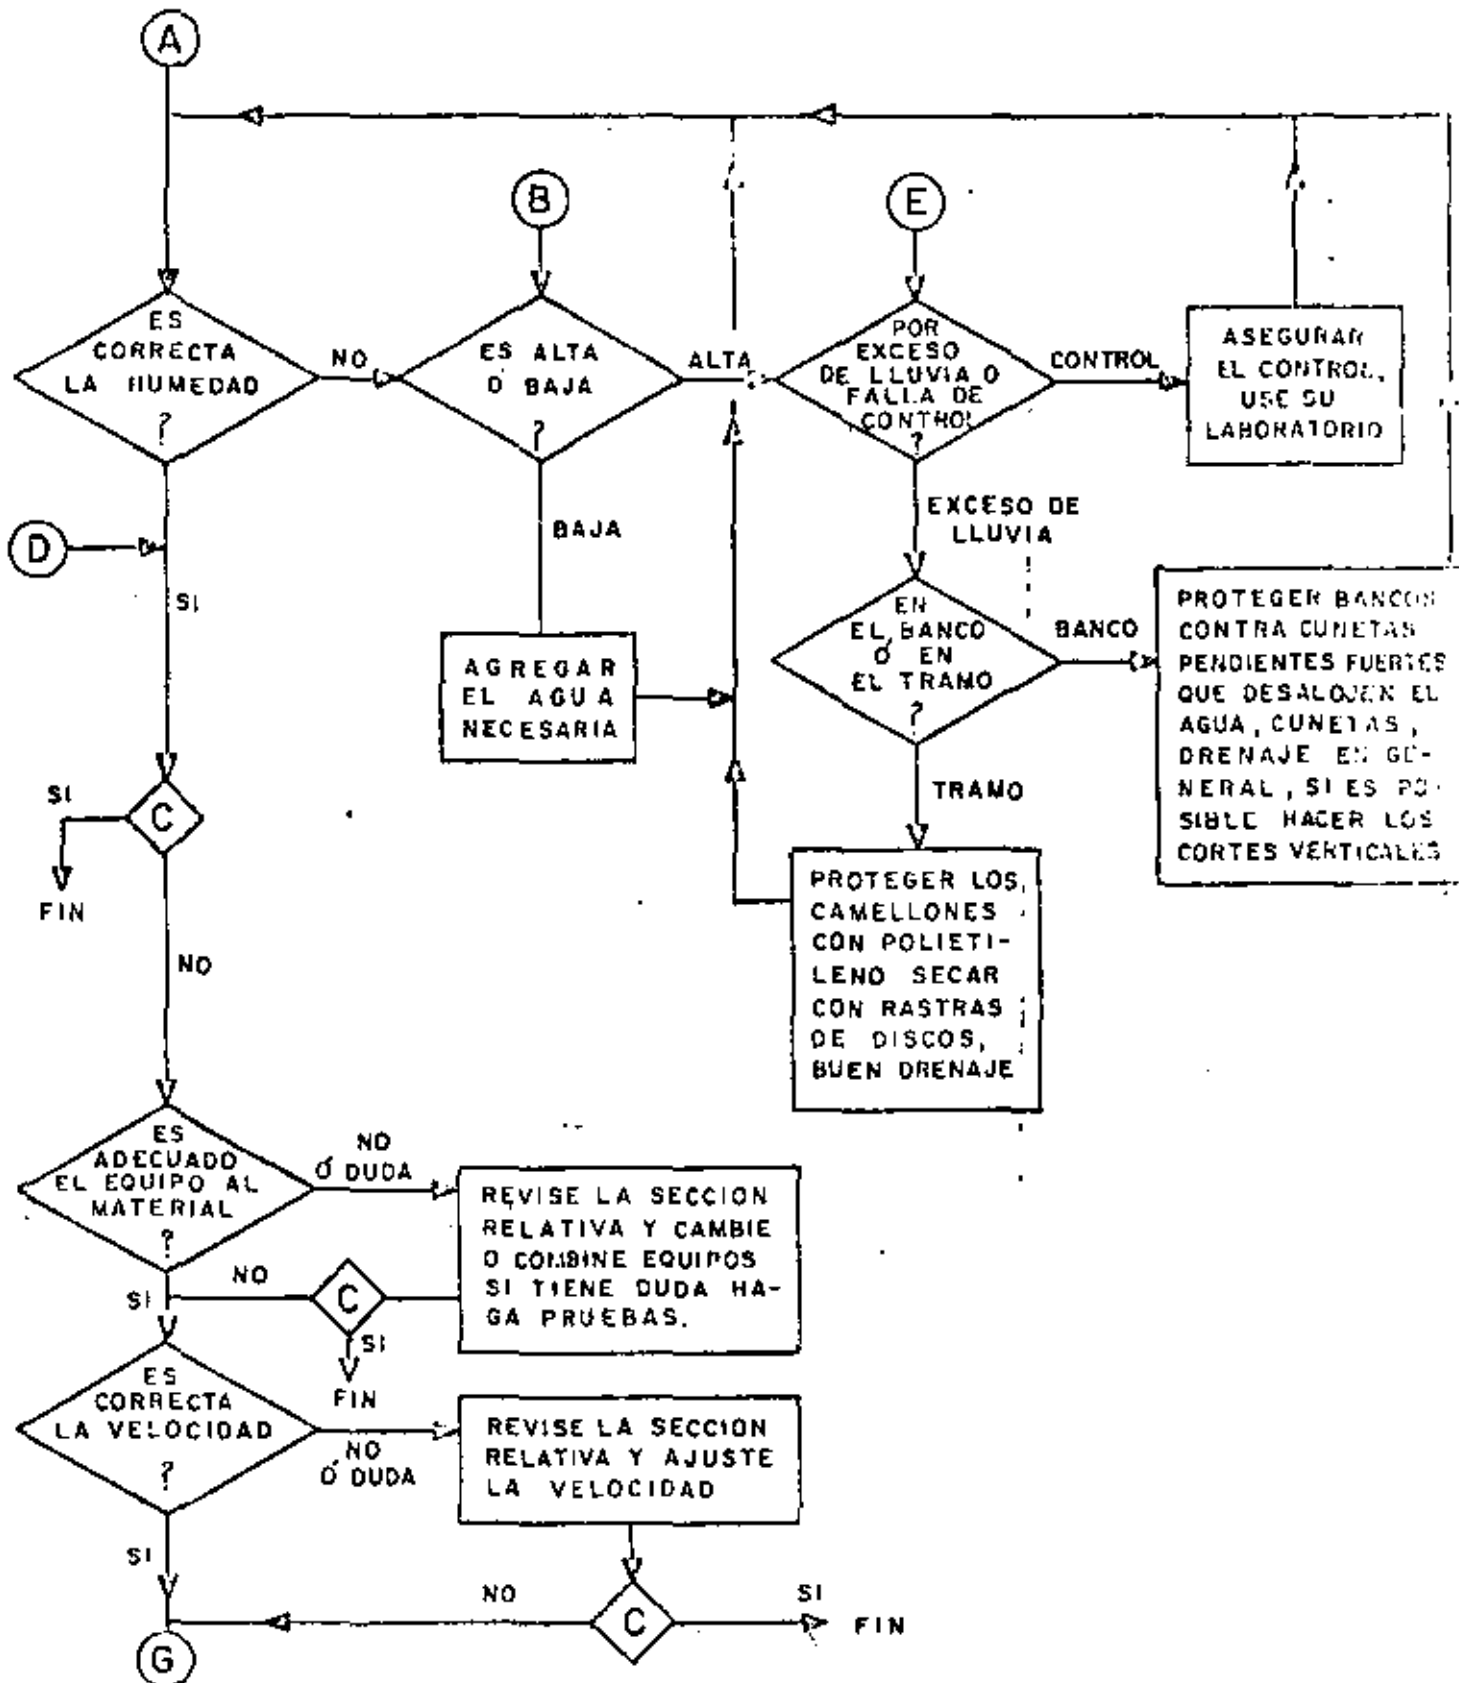 A
B
E
ES
CORRECTA
LA HUMEDAD
?
NO
ES ALTA
Ó BAJA
?
ALTA
POR
EXCESO
DE LLUVIA O
FALLA DE
CONTROL
?
CONTROL
ASEGURAR
EL CONTROL,
USE SU
LABORATORIO
D
SI
BAJA
EXCESO DE
LLUVIA
AGREGAR
EL AGUA
NECESARIA
EN
EL BANCO
Ó EN
EL TRAMO
?
BANCO
PROTEGER BANCOS
CONTRA CUNETAS
PENDIENTES FUERTES
QUE DESALOJEN EL
AGUA, CUNETAS,
DRENAJE EN GE-
NERAL, SI ES PO-
SIBLE HACER LOS
CORTES VERTICALES
TRAMO
PROTEGER LOS
CAMELLONES
CON POLIETI-
LENO SECAR
CON RASTRAS
DE DISCOS,
BUEN DRENAJE
SI
C
FIN
NO
ES
ADECUADO
EL EQUIPO AL
MATERIAL
?
NO
Ó DUDA
REVISE LA SECCION
RELATIVA Y CAMBIE
O COMBINE EQUIPOS
SI TIENE DUDA HA-
GA PRUEBAS.
SI
NO
C
SI
FIN
ES
CORRECTA
LA VELOCIDAD
?
NO
Ó DUDA
REVISE LA SECCION
RELATIVA Y AJUSTE
LA VELOCIDAD
SI
NO
C
SI
FIN
G